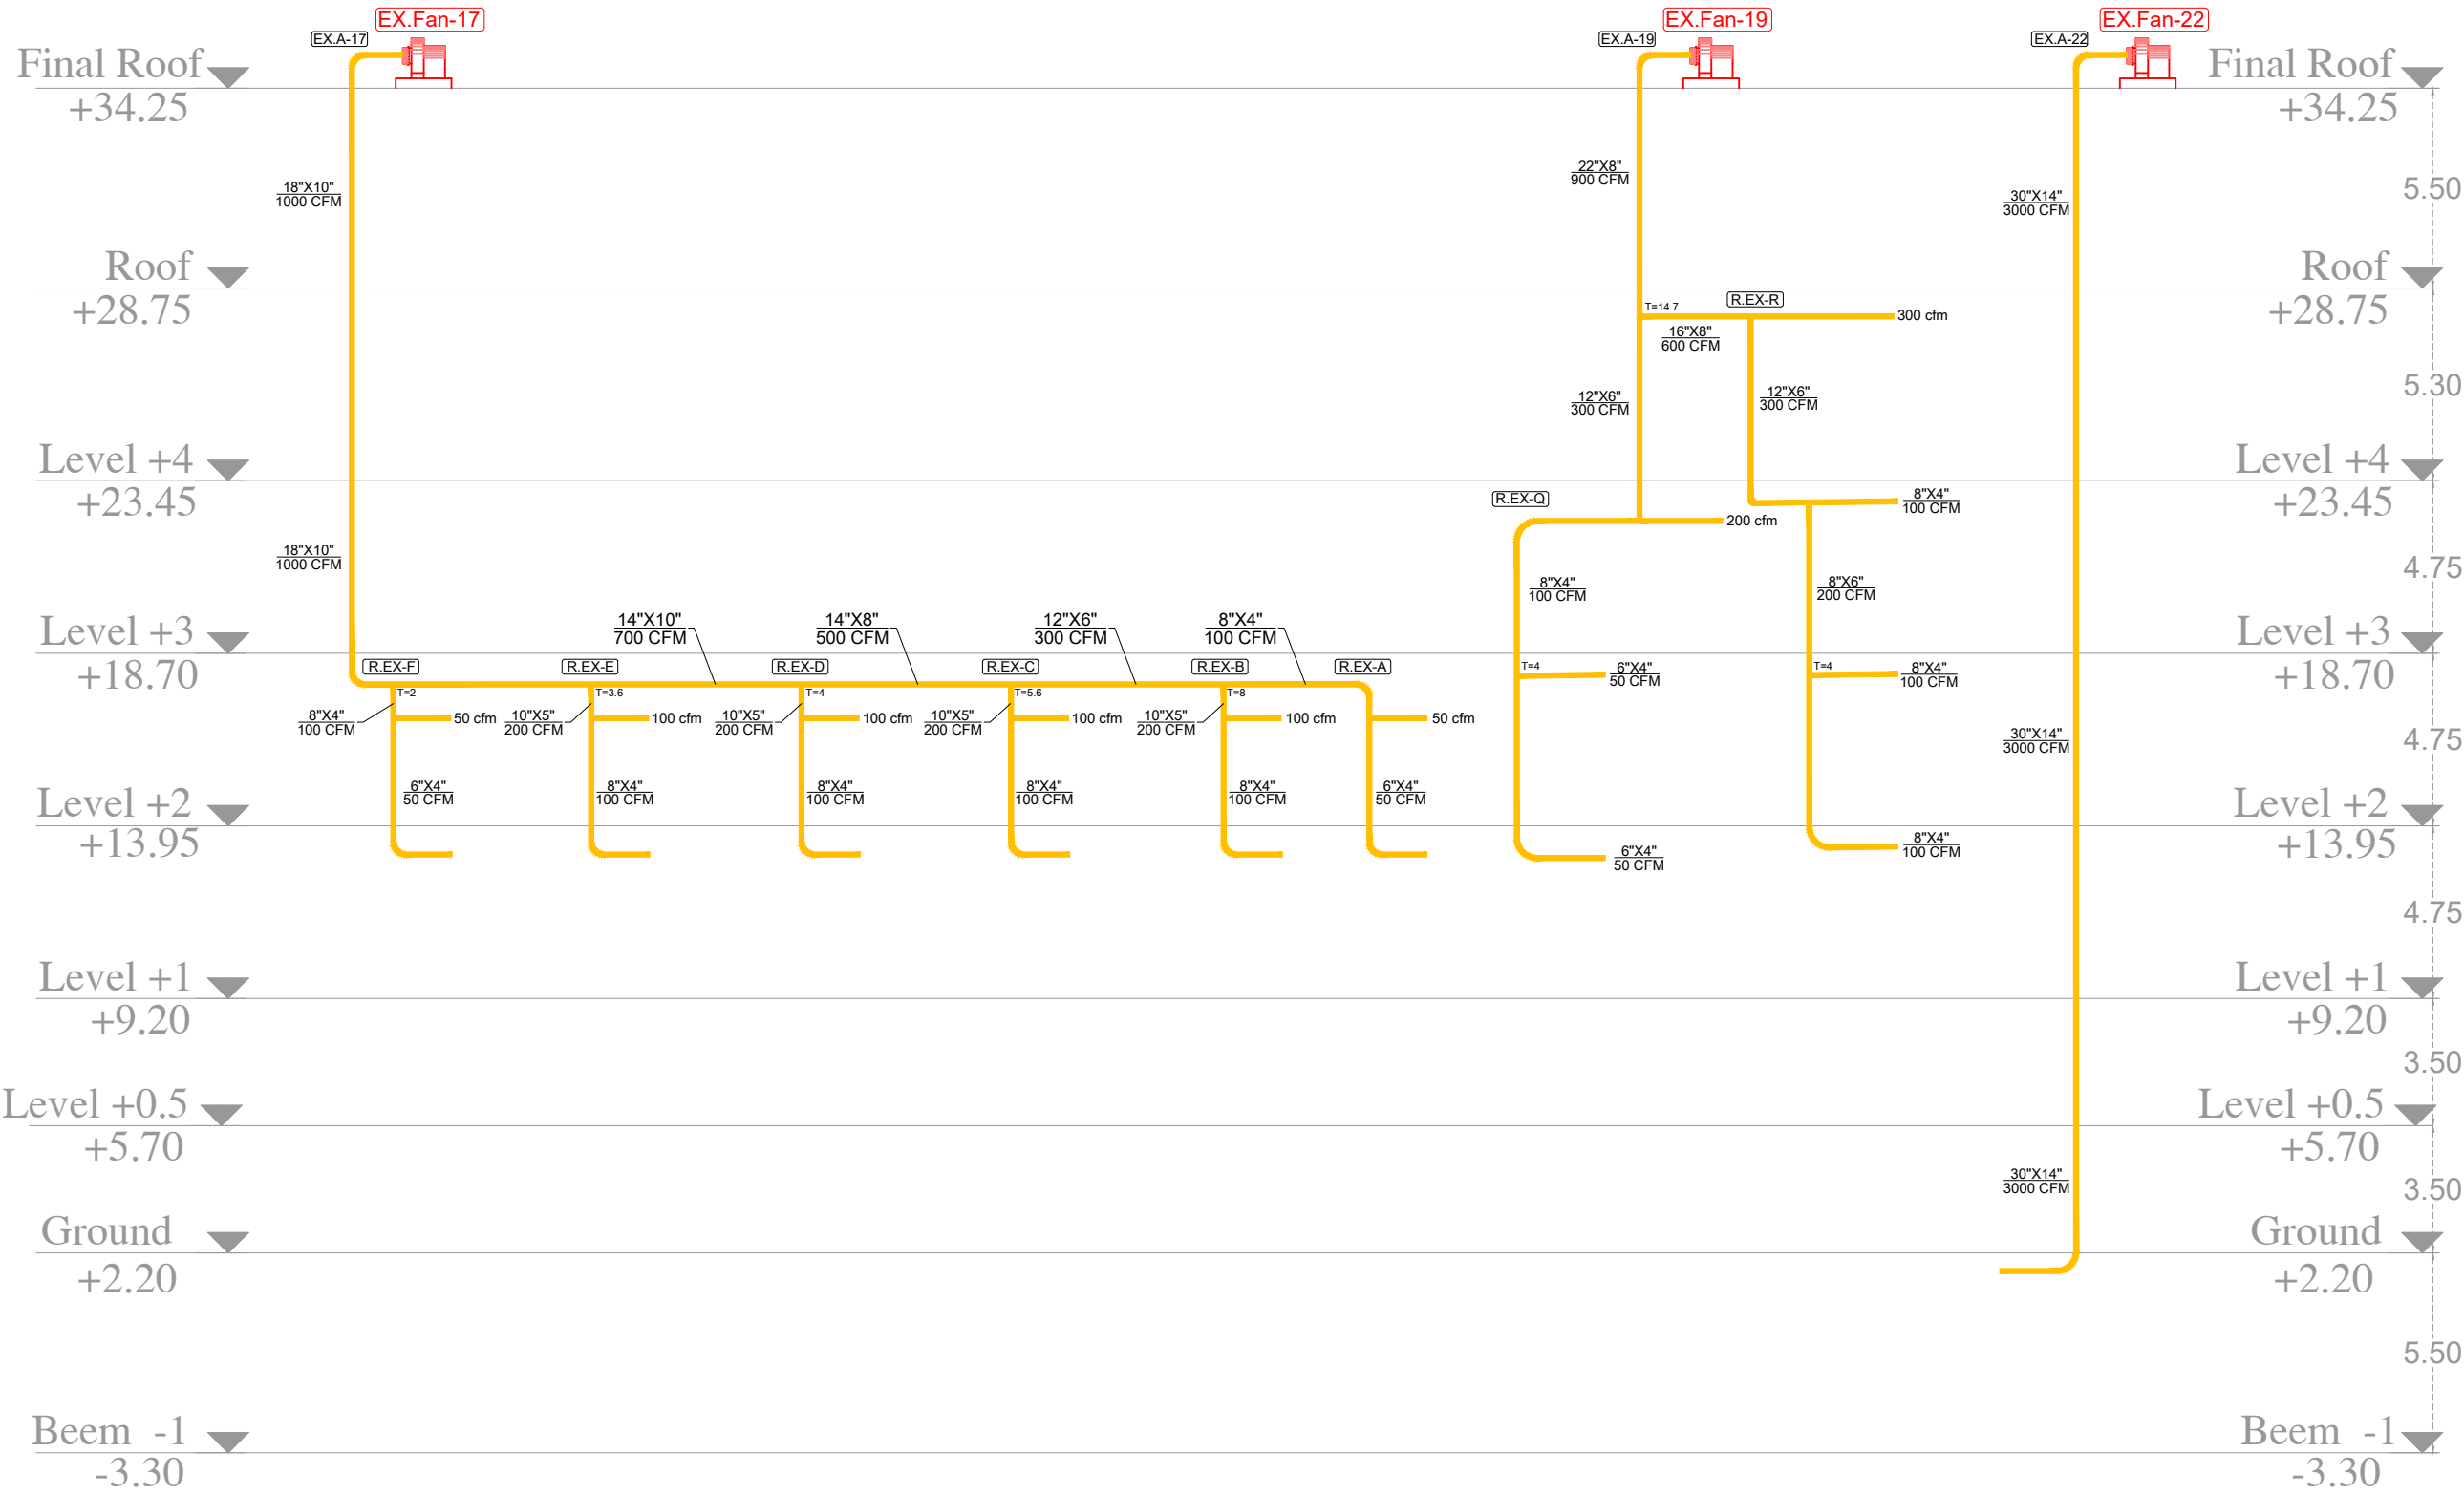 EX.Fan-17
EX.Fan-19
EX.Fan-22
EX.A-17
EX.A-19
EX.A-22
Final Roof
+34.25
Final Roof
+34.25
18"X10"
1000 CFM
22"X8"
900 CFM
30"X14"
3000 CFM
5.50
Roof
+28.75
Roof
+28.75
T=14.7
R.EX-R
300 cfm
16"X8"
600 CFM
12"X6"
300 CFM
12"X6"
300 CFM
5.30
Level +4
+23.45
Level +4
+23.45
R.EX-Q
200 cfm
8"X4"
100 CFM
18"X10"
1000 CFM
8"X4"
100 CFM
8"X6"
200 CFM
4.75
14"X10"
700 CFM
14"X8"
500 CFM
12"X6"
300 CFM
8"X4"
100 CFM
Level +3
+18.70
Level +3
+18.70
R.EX-F
R.EX-E
R.EX-D
R.EX-C
R.EX-B
R.EX-A
T=4
6"X4"
50 CFM
T=4
8"X4"
100 CFM
T=2
T=3.6
T=4
T=5.6
T=8
8"X4"
100 CFM
50 cfm
10"X5"
200 CFM
100 cfm
10"X5"
200 CFM
100 cfm
10"X5"
200 CFM
100 cfm
10"X5"
200 CFM
100 cfm
50 cfm
30"X14"
3000 CFM
4.75
6"X4"
50 CFM
8"X4"
100 CFM
8"X4"
100 CFM
8"X4"
100 CFM
8"X4"
100 CFM
6"X4"
50 CFM
Level +2
+13.95
Level +2
+13.95
6"X4"
50 CFM
8"X4"
100 CFM
4.75
Level +1
+9.20
Level +1
+9.20
3.50
Level +0.5
+5.70
Level +0.5
+5.70
30"X14"
3000 CFM
3.50
Ground
+2.20
Ground
+2.20
5.50
Beem -1
-3.30
Beem -1
-3.30